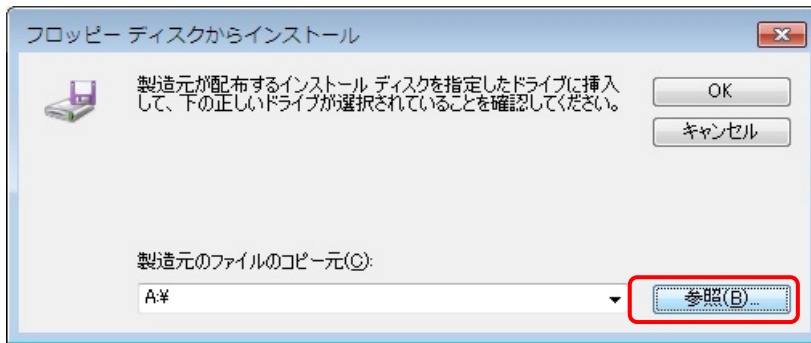 フロッピー ディスクからインストール
製造元が配布するインストール ディスクを指定したドライブに挿入
して、下の正しいドライブが選択されていることを確認してください。
OK
キャンセル
製造元のファイルのコピー元(C):
A:¥
参照(B)...